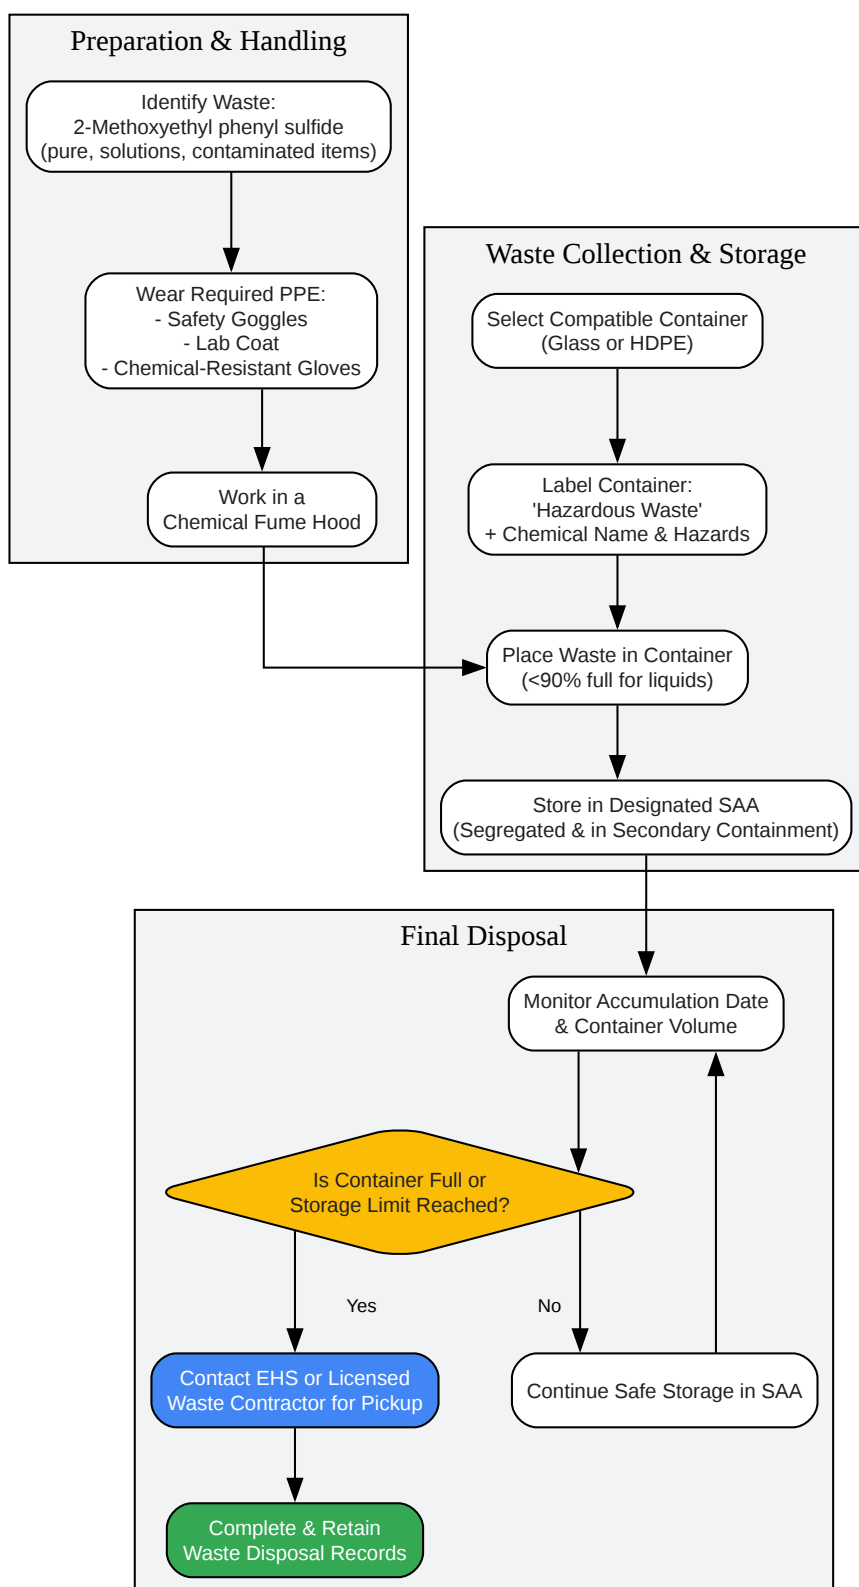 Preparation & Handling
Identify Waste:
2-Methoxyethyl phenyl sulfide
(pure, solutions, contaminated items)
Wear Required PPE:
- Safety Goggles
- Lab Coat
- Chemical-Resistant Gloves
Work in a
Chemical Fume Hood
Waste Collection & Storage
Select Compatible Container
(Glass or HDPE)
Label Container:
'Hazardous Waste'
+ Chemical Name & Hazards
Place Waste in Container
(<90% full for liquids)
Store in Designated SAA
(Segregated & in Secondary Containment)
Final Disposal
Monitor Accumulation Date
& Container Volume
Is Container Full or
Storage Limit Reached?
Yes
No
Contact EHS or Licensed
Waste Contractor for Pickup
Continue Safe Storage in SAA
Complete & Retain
Waste Disposal Records